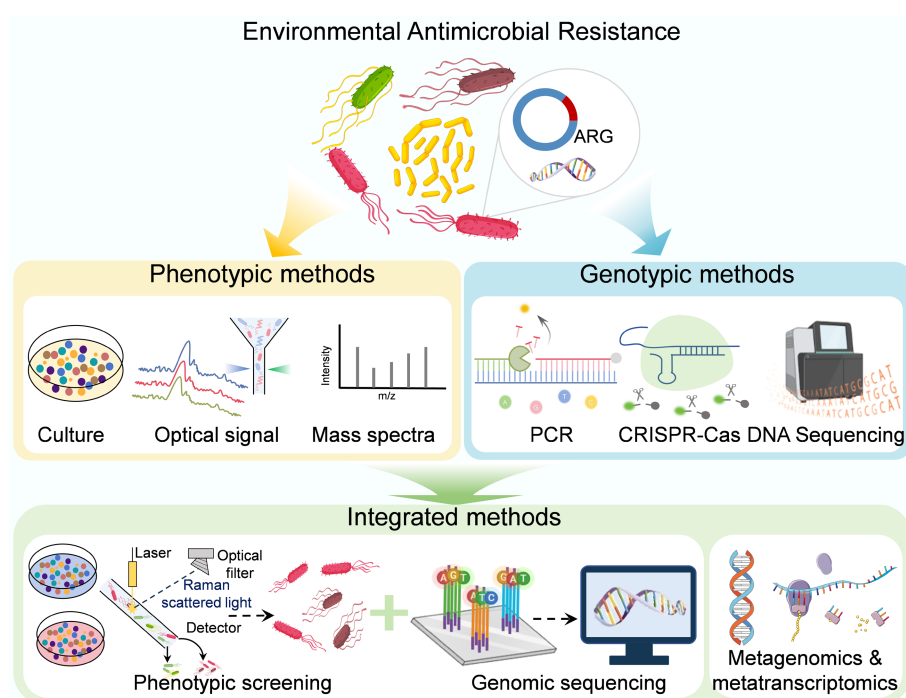 Environmental Antimicrobial Resistance
ARG
Phenotypic methods
Genotypic methods
Intensity
m/z
A
G
T
C
ATCATGCGCAT
Culture
Optical signal
Mass spectra
PCR
CRISPR-Cas
DNA Sequencing
Integrated methods
Laser
Optical
filter
Raman
scattered light
Detector
A G T
A T C
G A T
Phenotypic screening
Genomic sequencing
Metagenomics &
metatranscriptomics